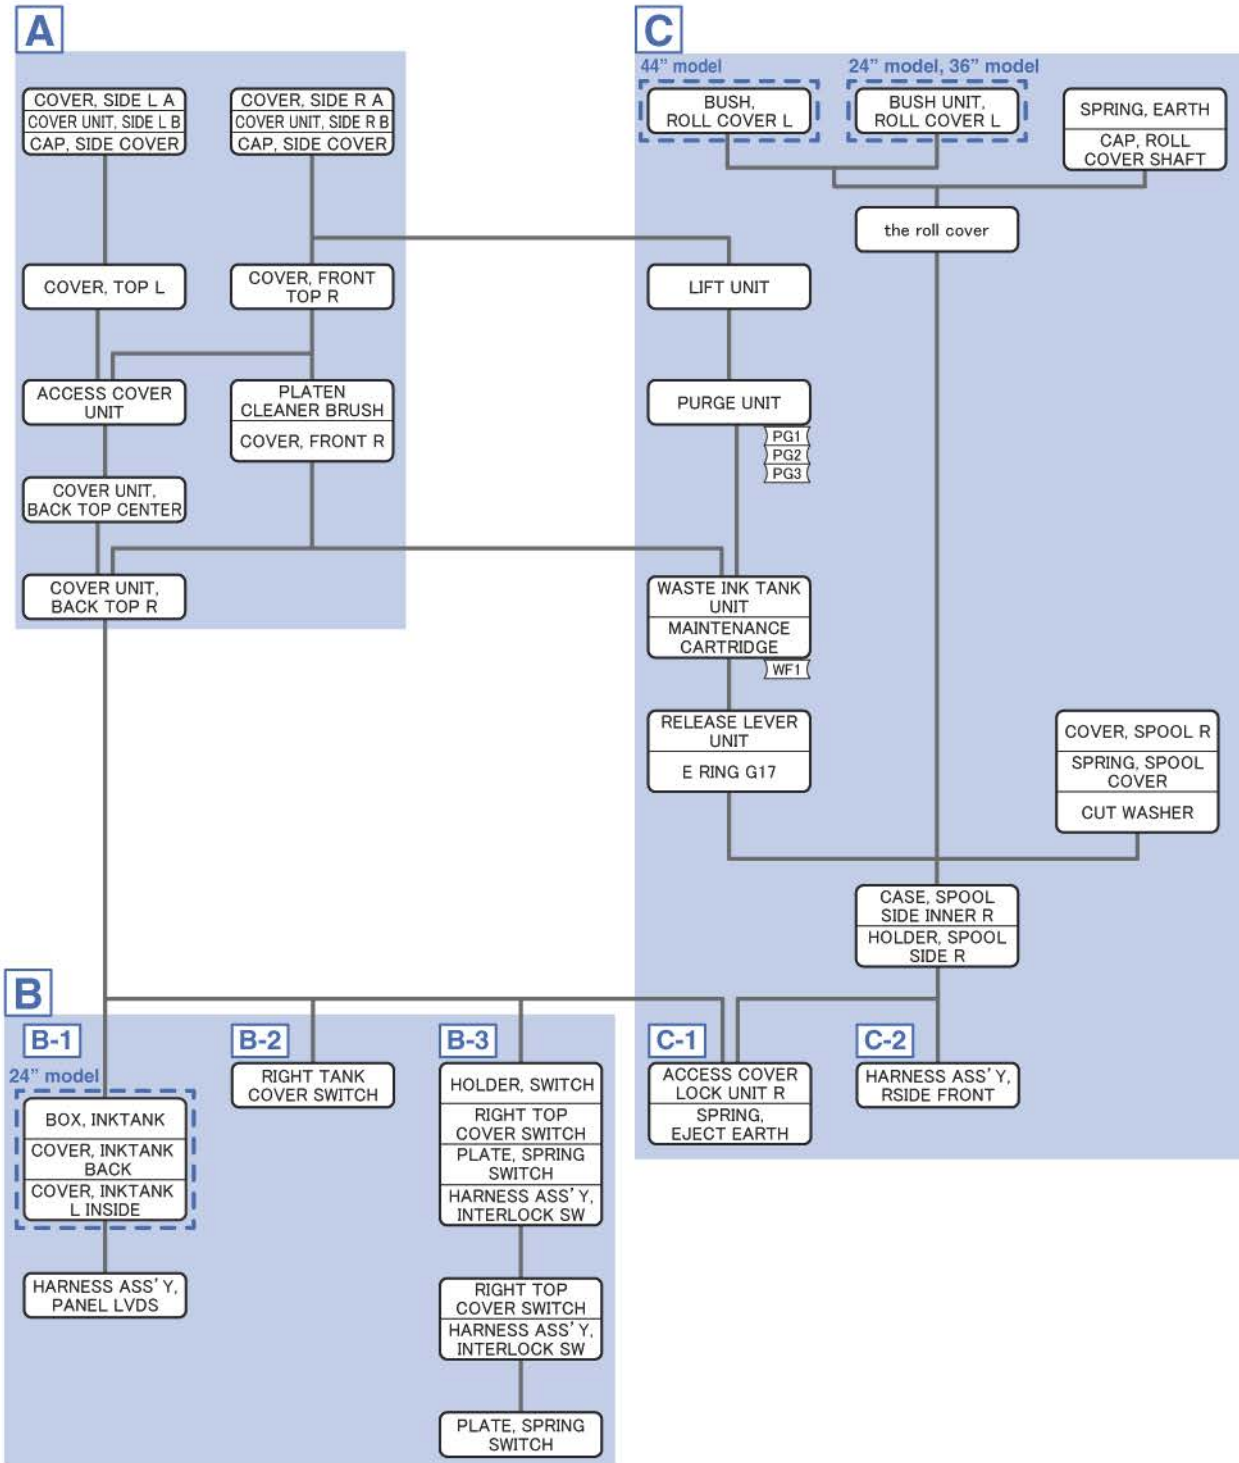 A
COVER, SIDE L A
COVER UNIT, SIDE L B
CAP, SIDE COVER
COVER, SIDE R A
COVER UNIT, SIDE R B
CAP, SIDE COVER
COVER, TOP L
COVER, FRONT
TOP R
ACCESS COVER
UNIT
PLATEN
CLEANER BRUSH
COVER, FRONT R
COVER UNIT,
BACK TOP CENTER
COVER UNIT,
BACK TOP R
C
44” model
24” model, 36” model
BUSH,
ROLL COVER L
BUSH UNIT,
ROLL COVER L
SPRING, EARTH
CAP, ROLL
COVER SHAFT
the roll cover
LIFT UNIT
PURGE UNIT
PG1
PG2
PG3
WASTE INK TANK
UNIT
MAINTENANCE
CARTRIDGE
WF1
RELEASE LEVER
UNIT
E RING G17
COVER, SPOOL R
SPRING, SPOOL
COVER
CUT WASHER
CASE, SPOOL
SIDE INNER R
HOLDER, SPOOL
SIDE R
B
B-1
24” model
BOX, INKTANK
COVER, INKTANK
BACK
COVER, INKTANK
L INSIDE
HARNESS ASS’Y,
PANEL LVDS
B-2
RIGHT TANK
COVER SWITCH
B-3
HOLDER, SWITCH
RIGHT TOP
COVER SWITCH
PLATE, SPRING
SWITCH
HARNESS ASS’Y,
INTERLOCK SW
RIGHT TOP
COVER SWITCH
HARNESS ASS’Y,
INTERLOCK SW
PLATE, SPRING
SWITCH
C-1
ACCESS COVER
LOCK UNIT R
SPRING,
EJECT EARTH
C-2
HARNESS ASS’Y,
RSIDE FRONT